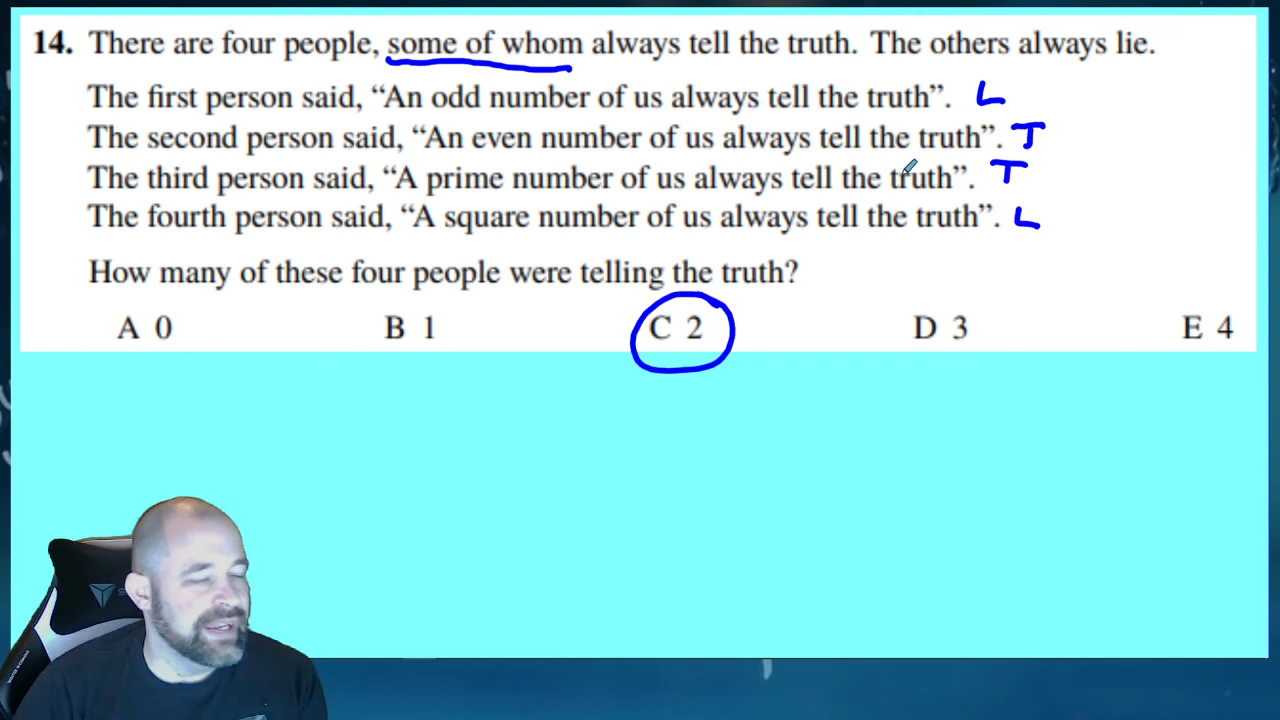 14. There are four people, some of whom always tell the truth. The others always lie.
The first person said, “An odd number of us always tell the truth”. L
The second person said, “An even number of us always tell the truth”. T
The third person said, “A prime number of us always tell the truth”. T
The fourth person said, “A square number of us always tell the truth”. L
How many of these four people were telling the truth?
A 0 B 1 C 2 D 3 E 4